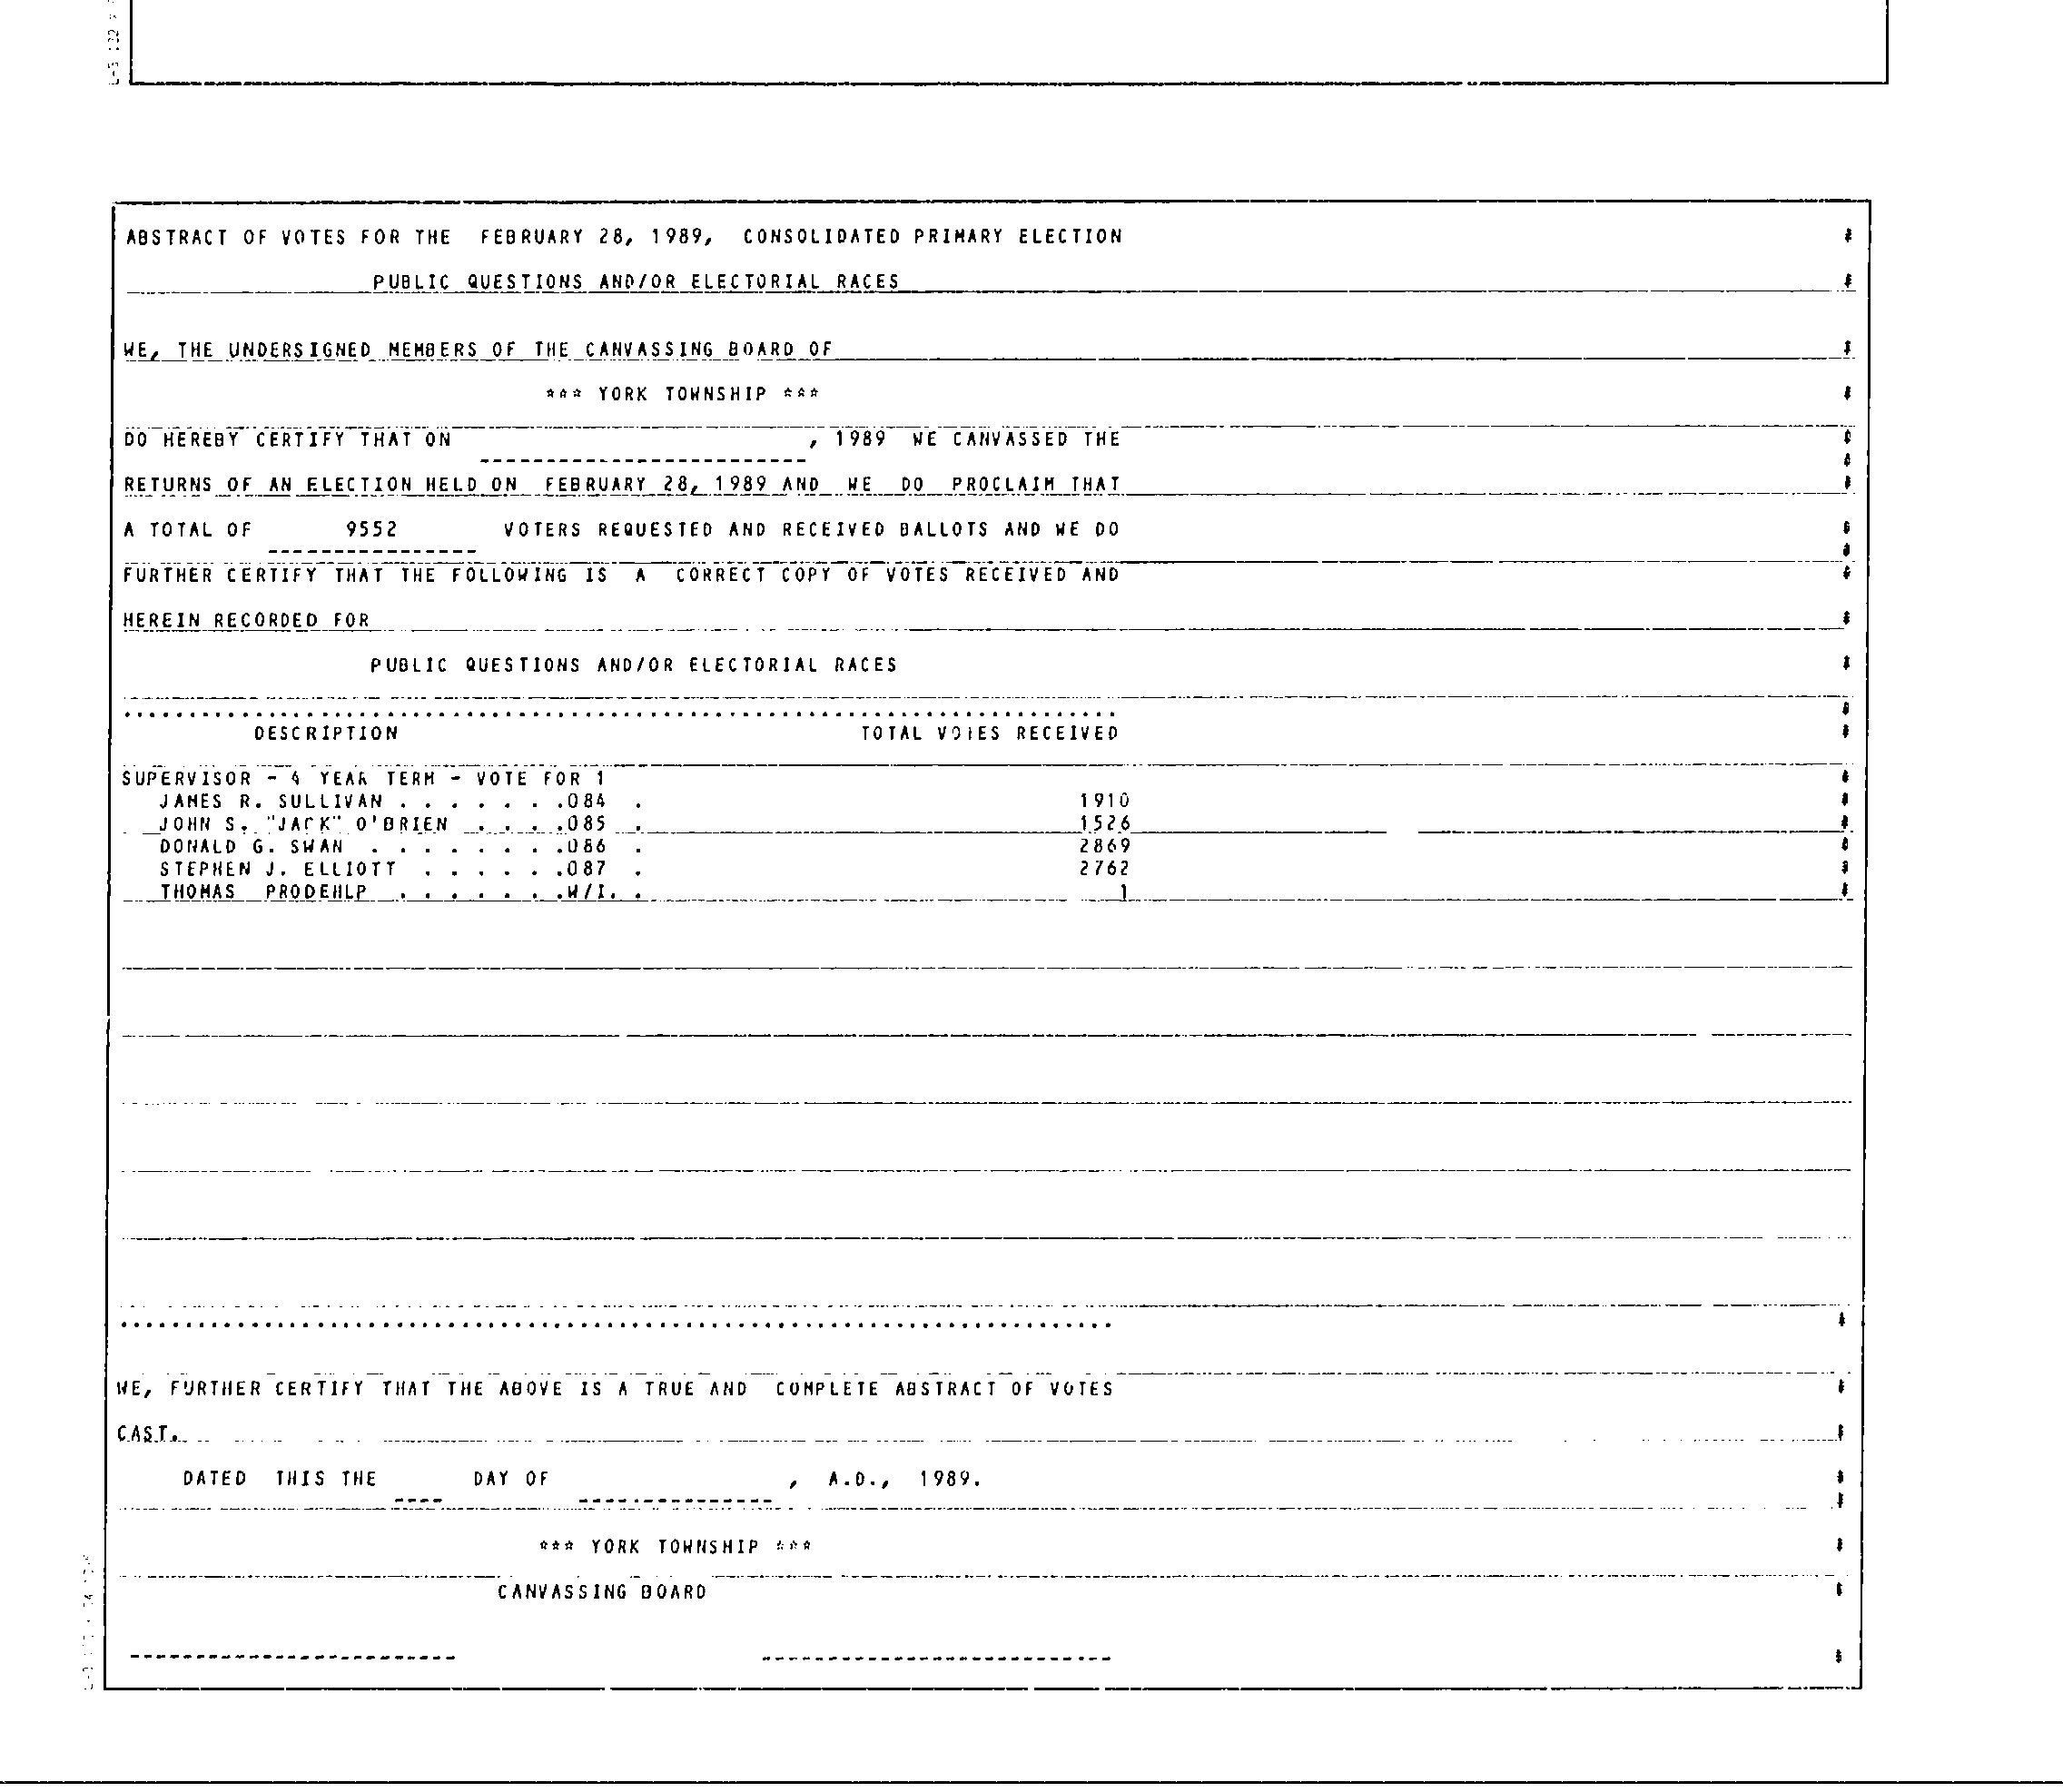 ABSTRACT OF VOTES FOR THE FEBRUARY 28, 1989, CONSOLIDATED PRIMARY ELECTION
PUBLIC QUESTIONS AND/OR ELECTORIAL RACES
WE, THE UNDERSIGNED MEMBERS OF THE CANVASSING BOARD OF
*** YORK TOWNSHIP ***
DO HEREBY CERTIFY THAT ON , 1989 WE CANVASSED THE
RETURNS OF AN ELECTION HELD ON FEBRUARY 28, 1989 AND WE DO PROCLAIM THAT
A TOTAL OF 9552 VOTERS REQUESTED AND RECEIVED BALLOTS AND WE DO
FURTHER CERTIFY THAT THE FOLLOWING IS A CORRECT COPY OF VOTES RECEIVED AND
HEREIN RECORDED FOR
PUBLIC QUESTIONS AND/OR ELECTORIAL RACES
DESCRIPTION TOTAL VOTES RECEIVED
SUPERVISOR - 4 YEAR TERM - VOTE FOR 1
JAMES R. SULLIVAN . . . . . . .084 . 1910
JOHN S. "JACK" O'BRIEN . . . .085 . 1526
DONALD G. SWAN . . . . . . . .086 . 2869
STEPHEN J. ELLIOTT . . . . . .087 . 2762
THOMAS PRODEHLP . . . . . . .W/I. . 1
WE, FURTHER CERTIFY THAT THE ABOVE IS A TRUE AND COMPLETE ABSTRACT OF VOTES
CAST.
DATED THIS THE DAY OF , A.D., 1989.
*** YORK TOWNSHIP ***
CANVASSING BOARD